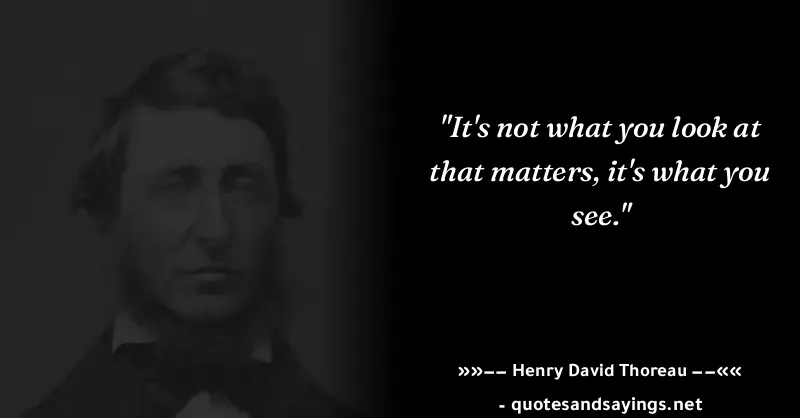 "It's not what you look at
that matters, it's what you
see."
»»–– Henry David Thoreau ––««
- quotesandsayings.net